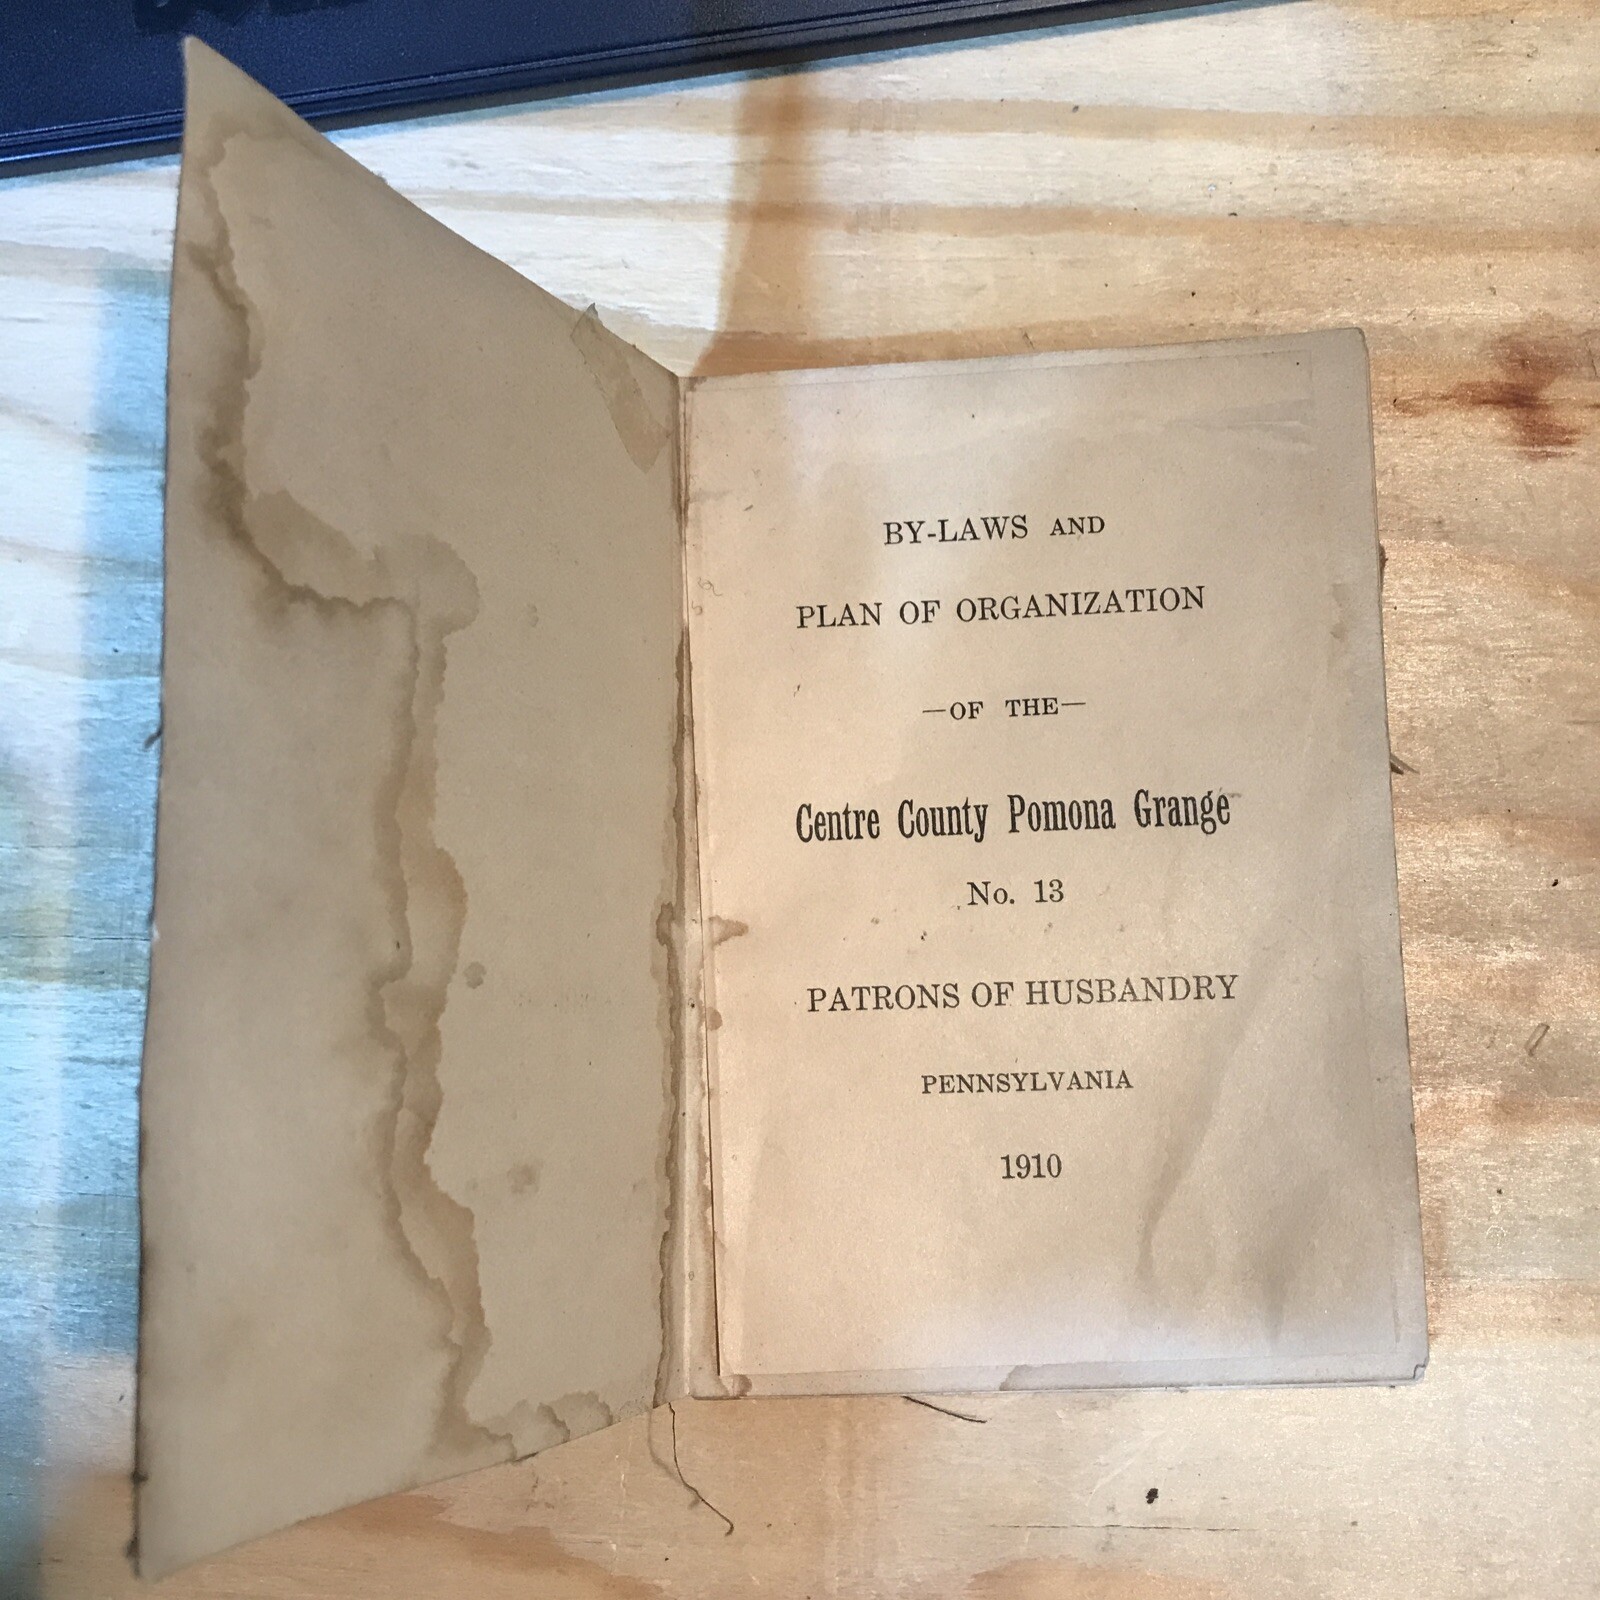 BY-LAWS AND
PLAN OF ORGANIZATION
—OF THE—
Centre County Pomona Grange
No. 13
PATRONS OF HUSBANDRY
PENNSYLVANIA
1910